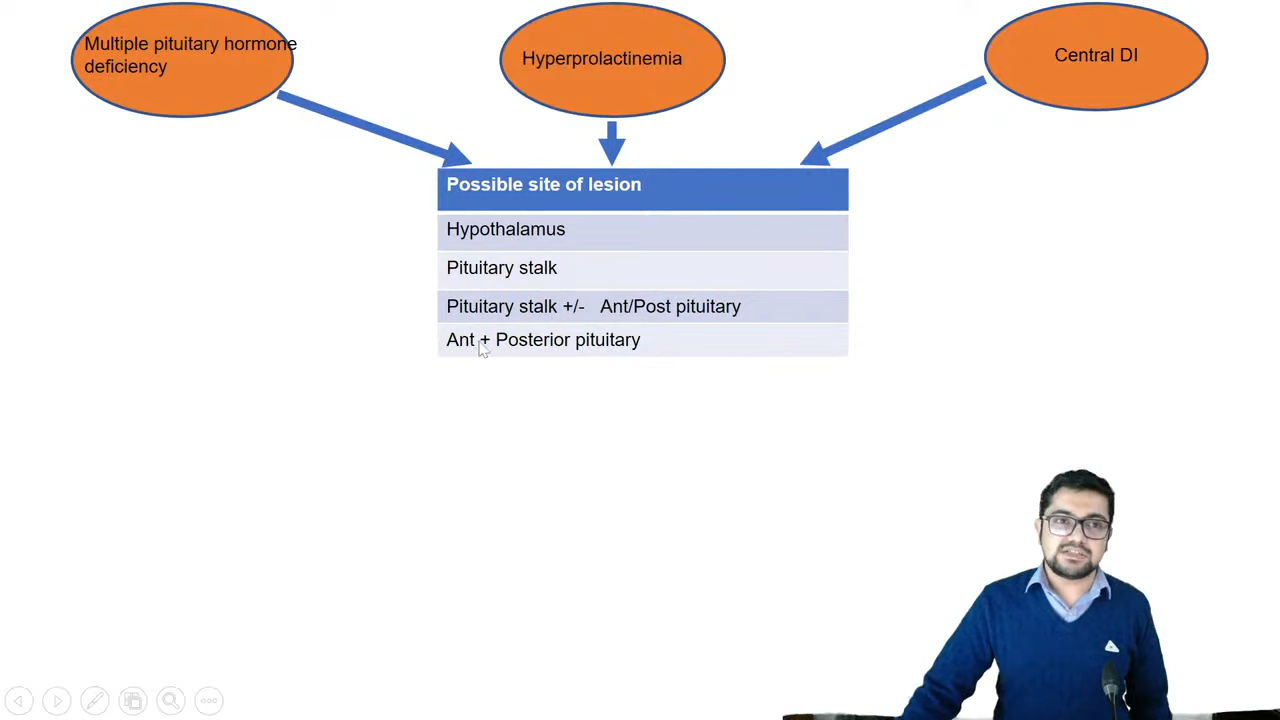 Multiple pituitary hormone
deficiency
Hyperprolactinemia
Central DI
Possible site of lesion
Hypothalamus
Pituitary stalk
Pituitary stalk +/- Ant/Post pituitary
Ant + Posterior pituitary